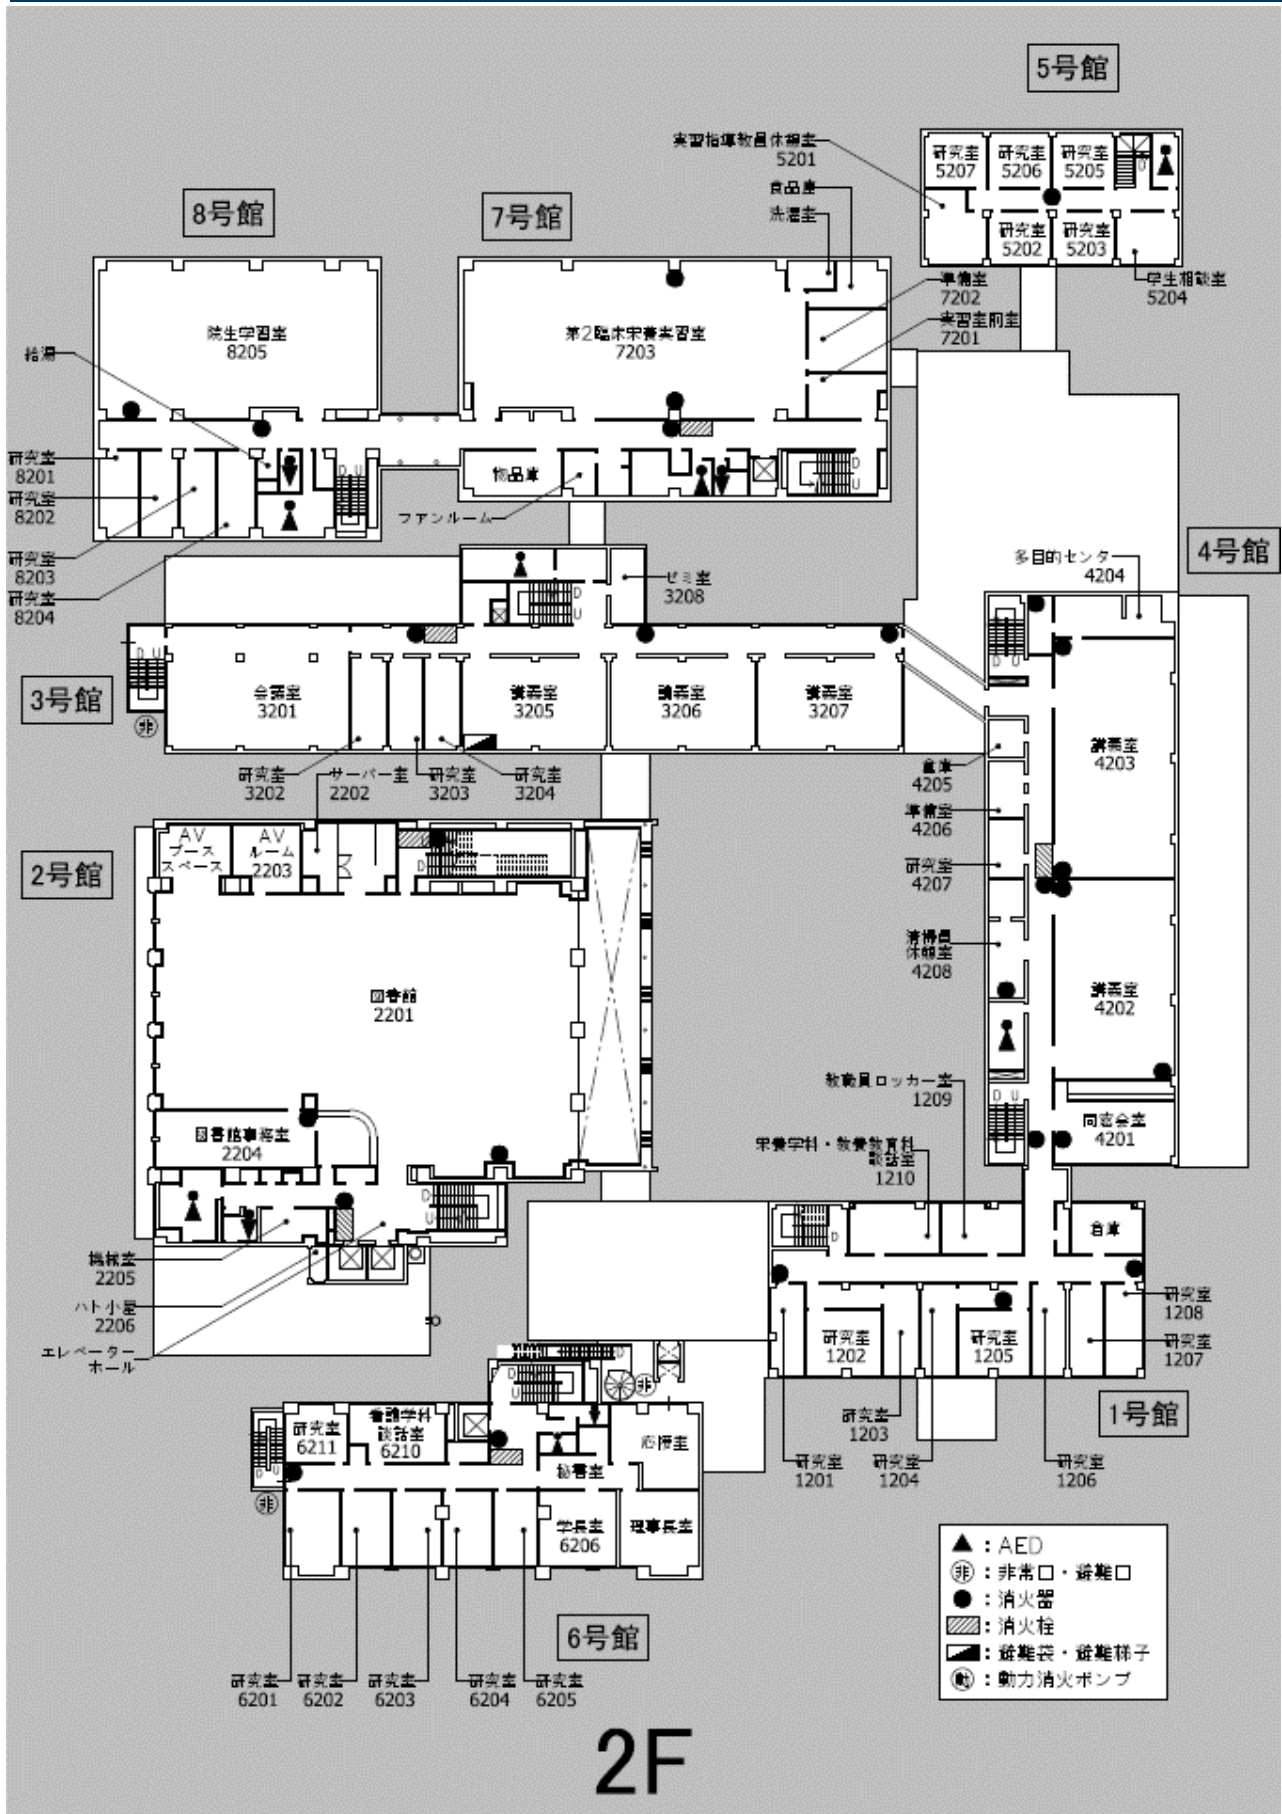 5号館
実習指導教員休憩室
5201
研究室
5207
研究室
5206
研究室
5205
D
研究室
5202
研究室
5203
学生相談室
5204
食品庫
洗濯室
準備室
7202
実習室前室
7201
8号館
7号館
院生学習室
8205
第2臨床栄養実習室
7203
給湯
研究室
8201
研究室
8202
研究室
8203
研究室
8204
D U
物品庫
ファンルーム
D
U
4号館
多目的センタ
4204
ゼミ室
3208
D
U
D U
3号館
D U
非
会議室
3201
講義室
3205
講義室
3206
講義室
3207
講義室
4203
研究室
3202
サーバー室
2202
研究室
3203
研究室
3204
倉庫
4205
準備室
4206
研究室
4207
清掃員
休憩室
4208
講義室
4202
2号館
AV
ブース
スペース
AV
ルーム
2203
D
図書館
2201
図書館事務室
2204
D
U
機械室
2205
ハト小屋
2206
エレベーター
ホール
教職員ロッカー室
1209
栄養学科・教養教育科
談話室
1210
D U
同窓会室
4201
倉庫
研究室
1202
研究室
1205
研究室
1208
研究室
1207
研究室
1203
研究室
1201
研究室
1204
研究室
1206
1号館
D
U
非
研究室
6211
看護学科
談話室
6210
応接室
秘書室
D U
非
学長室
6206
理事長室
6号館
研究室
6201
研究室
6202
研究室
6203
研究室
6204
研究室
6205
：AED
非：非常口・避難口
：消火器
：消火栓
：避難袋・避難梯子
動：動力消火ポンプ
2F